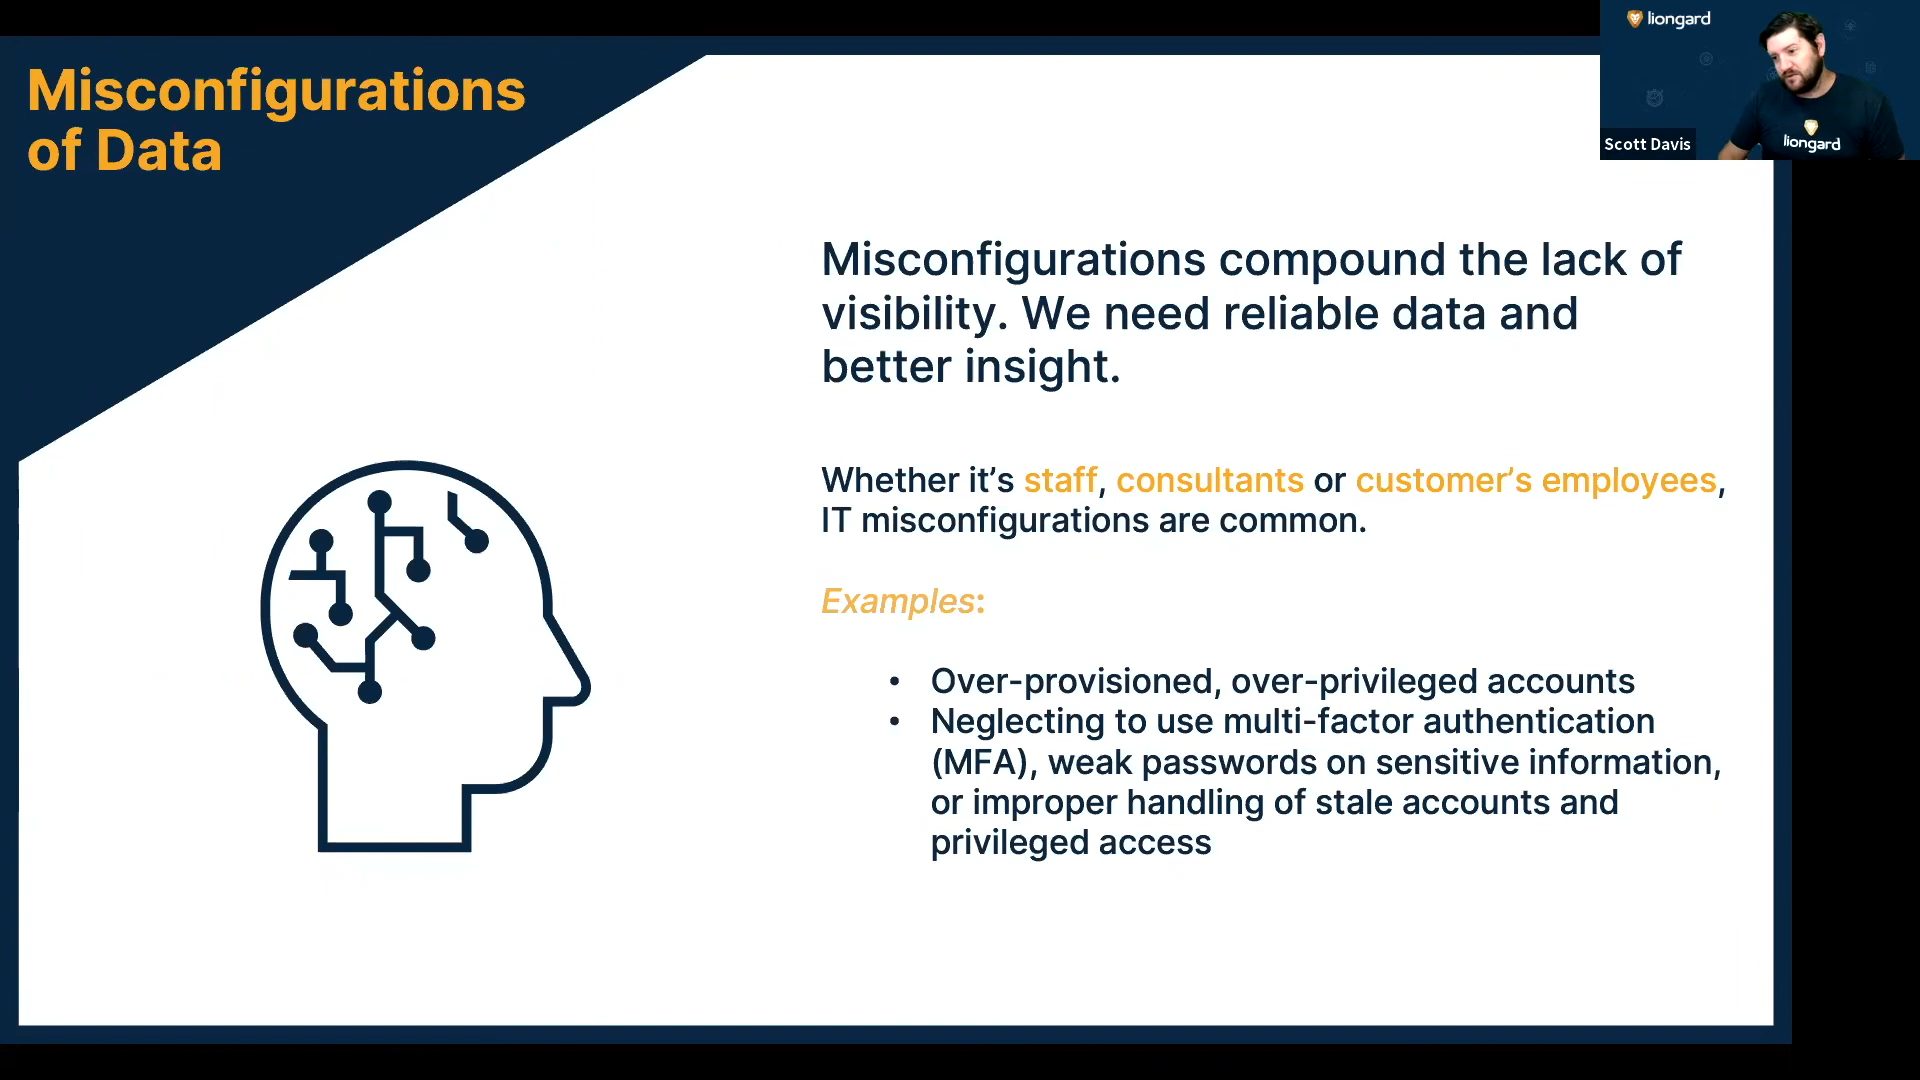 Misconfigurations
of Data
liongard
liongard
Scott Davis
Misconfigurations compound the lack of
visibility. We need reliable data and
better insight.
Whether it’s staff, consultants or customer’s employees,
IT misconfigurations are common.
Examples:
• Over-provisioned, over-privileged accounts
• Neglecting to use multi-factor authentication
(MFA), weak passwords on sensitive information,
or improper handling of stale accounts and
privileged access